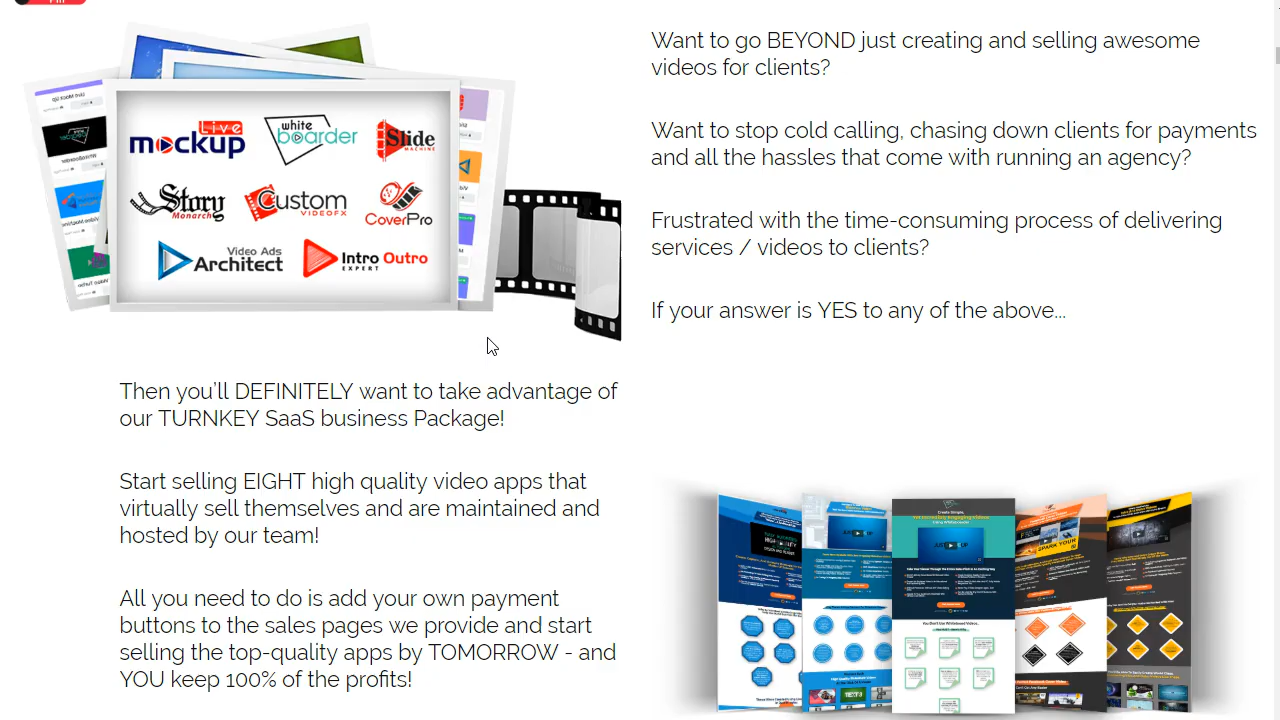 Want to go BEYOND just creating and selling awesome
videos for clients?
Want to stop cold calling, chasing down clients for payments
and all the hassles that come with running an agency?
Frustrated with the time-consuming process of delivering
services / videos to clients?
If your answer is YES to any of the above...
Live
mockup
white
boarder
Slide
MACHINE
Story
Monarch
Custom
VIDEOFX
CoverPro
Video Ads
Architect
Intro Outro
EXPERT
Then you'll DEFINITELY want to take advantage of
our TURNKEY SaaS business Package!
Start selling EIGHT high quality video apps that
virtually sell themselves and are maintained and
hosted by our team!
All you need to do is add your own payment
buttons to the sales pages we provide and start
selling these 7 quality apps by TOMORROW - and
YOU keep 100% of the profits.
SPARK YOUR